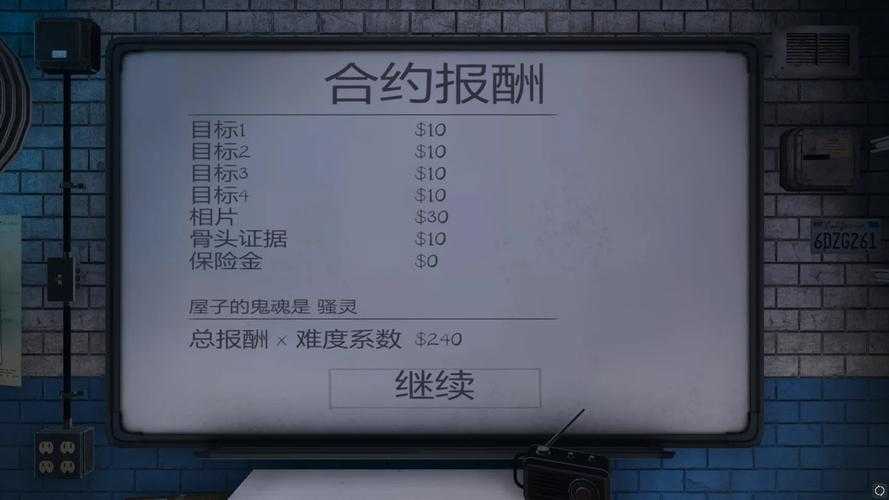 合约报酬
目标1 $10
目标2 $10
目标3 $10
目标4 $10
相片 $30
骨头证据 $10
保险金 $0
屋子的鬼魂是 骚灵
总报酬 × 难度系数 $240
继续
6DZG261